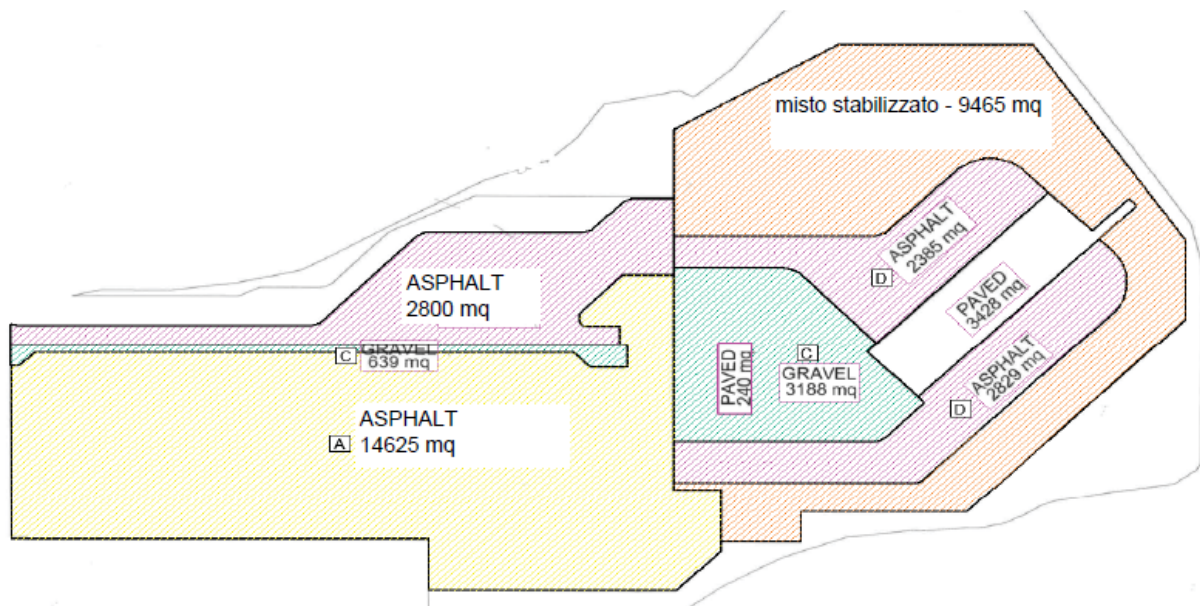 misto stabilizzato - 9465 mq
ASPHALT
2385 mq
D
ASPHALT
2800 mq
PAVED
3428 mq
C
GRAVEL
639 mq
PAVED
240 mq
C
GRAVEL
3188 mq
ASPHALT
2829 mq
D
A
ASPHALT
14625 mq